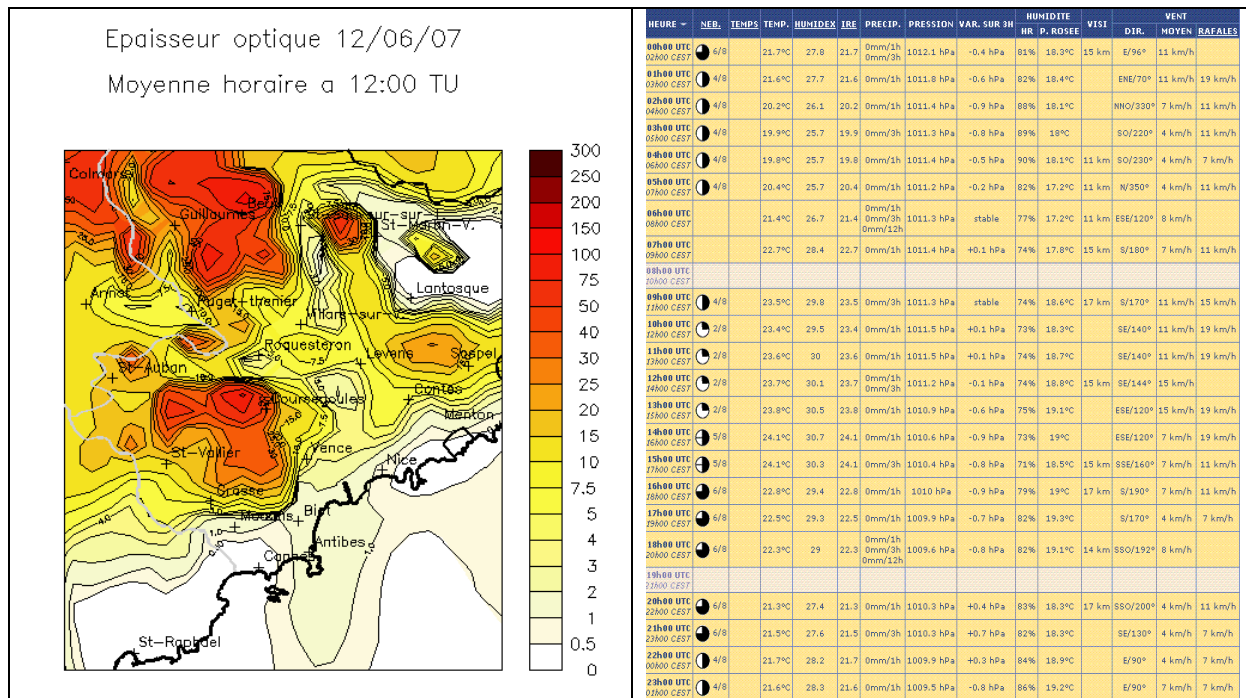 Epaisseur optique 12/06/07
Moyenne horaire a 12:00 TU
Colmars
Beuil
Guillaumes
St-Martin-V.
Lantosque
Annot
Puget-thenier
Villars-sur-V.
Roquesteron
Levens
Sospel
St-Auban
Contes
Coursegoules
Menton
Vence
St-Vallier
Nice
Grasse
Mougins
Biot
Antibes
Cannes
St-Raphael
300
250
200
150
100
75
50
40
30
25
20
15
10
7.5
5
4
3
2
1
0.5
0
HEURE NEB. TEMPS TEMP. HUMIDEX IRE PRECIP. PRESSION VAR. SUR 3H HUMIDITE VISI VENT
HR P. ROSEE DIR. MOYEN RAFALES
00h00 UTC 02h00 CEST 6/8 21.7°C 27.8 21.7 0mm/1h 0mm/3h 1012.1 hPa -0.4 hPa 81% 18.3°C 15 km E/96° 11 km/h
01h00 UTC 03h00 CEST 4/8 21.6°C 27.7 21.6 0mm/1h 1011.8 hPa -0.6 hPa 82% 18.4°C ENE/70° 11 km/h 19 km/h
02h00 UTC 04h00 CEST 4/8 20.2°C 26.1 20.2 0mm/1h 1011.4 hPa -0.9 hPa 88% 18.1°C NNO/330° 7 km/h 11 km/h
03h00 UTC 05h00 CEST 4/8 19.9°C 25.7 19.9 0mm/3h 1011.3 hPa -0.8 hPa 89% 18°C SO/220° 4 km/h 11 km/h
04h00 UTC 06h00 CEST 4/8 19.8°C 25.7 19.8 0mm/1h 1011.4 hPa -0.5 hPa 90% 18.1°C 11 km SO/230° 4 km/h 7 km/h
05h00 UTC 07h00 CEST 4/8 20.4°C 25.7 20.4 0mm/1h 1011.2 hPa -0.2 hPa 82% 17.2°C 11 km N/350° 4 km/h 11 km/h
06h00 UTC 08h00 CEST 21.4°C 26.7 21.4 0mm/1h 0mm/3h 0mm/12h 1011.3 hPa stable 77% 17.2°C 11 km ESE/120° 8 km/h
07h00 UTC 09h00 CEST 22.7°C 28.4 22.7 0mm/1h 1011.4 hPa +0.1 hPa 74% 17.8°C 15 km S/180° 7 km/h 11 km/h
08h00 UTC 10h00 CEST
09h00 UTC 11h00 CEST 4/8 23.5°C 29.8 23.5 0mm/3h 1011.3 hPa stable 74% 18.6°C 17 km S/170° 11 km/h 15 km/h
10h00 UTC 12h00 CEST 2/8 23.4°C 29.5 23.4 0mm/1h 1011.5 hPa +0.1 hPa 73% 18.3°C SE/140° 11 km/h 19 km/h
11h00 UTC 13h00 CEST 2/8 23.6°C 30 23.6 0mm/1h 1011.5 hPa +0.1 hPa 74% 18.7°C SE/140° 11 km/h 19 km/h
12h00 UTC 14h00 CEST 2/8 23.7°C 30.1 23.7 0mm/1h 0mm/3h 1011.2 hPa -0.1 hPa 74% 18.8°C 15 km SE/144° 15 km/h
13h00 UTC 15h00 CEST 2/8 23.8°C 30.5 23.8 0mm/1h 1010.9 hPa -0.6 hPa 75% 19.1°C ESE/120° 15 km/h 19 km/h
14h00 UTC 16h00 CEST 5/8 24.1°C 30.7 24.1 0mm/1h 1010.6 hPa -0.9 hPa 73% 19°C ESE/120° 7 km/h 19 km/h
15h00 UTC 17h00 CEST 5/8 24.1°C 30.3 24.1 0mm/3h 1010.4 hPa -0.8 hPa 71% 18.5°C 15 km SSE/160° 7 km/h 11 km/h
16h00 UTC 18h00 CEST 6/8 22.8°C 29.4 22.8 0mm/1h 1010 hPa -0.9 hPa 79% 19°C 17 km S/190° 7 km/h 11 km/h
17h00 UTC 19h00 CEST 6/8 22.5°C 29.3 22.5 0mm/1h 1009.9 hPa -0.7 hPa 82% 19.3°C S/170° 4 km/h 7 km/h
18h00 UTC 20h00 CEST 6/8 22.3°C 29 22.3 0mm/1h 0mm/3h 0mm/12h 1009.6 hPa -0.8 hPa 82% 19.1°C 14 km SSO/192° 8 km/h
19h00 UTC 21h00 CEST
20h00 UTC 22h00 CEST 6/8 21.3°C 27.4 21.3 0mm/1h 1010.3 hPa +0.4 hPa 83% 18.3°C 17 km SSO/200° 4 km/h 11 km/h
21h00 UTC 23h00 CEST 6/8 21.5°C 27.6 21.5 0mm/3h 1010.3 hPa +0.7 hPa 82% 18.3°C SE/130° 4 km/h 7 km/h
22h00 UTC 00h00 CEST 4/8 21.7°C 28.2 21.7 0mm/1h 1009.9 hPa +0.3 hPa 84% 18.9°C E/90° 4 km/h 7 km/h
23h00 UTC 01h00 CEST 4/8 21.6°C 28.3 21.6 0mm/1h 1009.5 hPa -0.8 hPa 86% 19.2°C E/90° 7 km/h 7 km/h